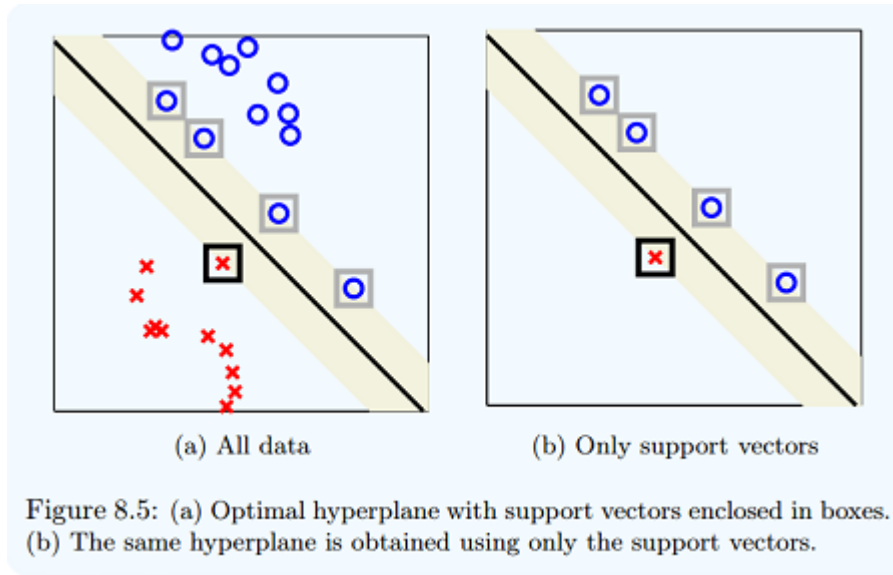 (a) All data
(b) Only support vectors
Figure 8.5: (a) Optimal hyperplane with support vectors enclosed in boxes.
(b) The same hyperplane is obtained using only the support vectors.